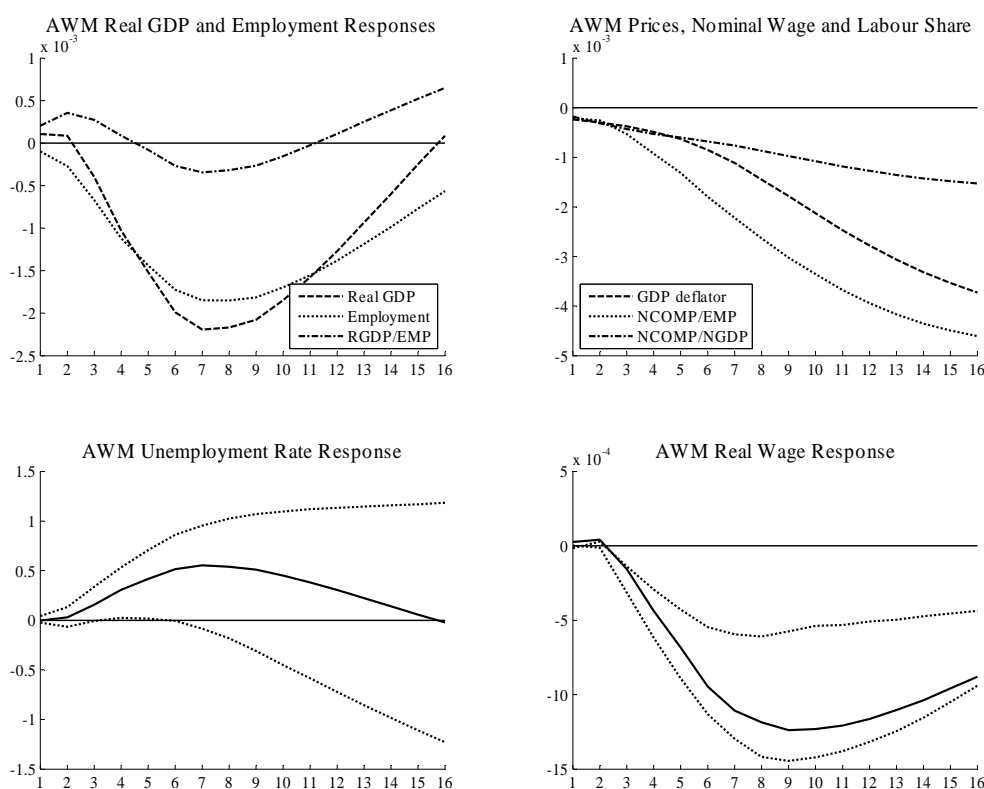 AWM Real GDP and Employment Responses
x 10^-3
1
0.5
0
-0.5
-1
-1.5
-2
-2.5
Real GDP
Employment
RGDP/EMP
1 2 3 4 5 6 7 8 9 10 11 12 13 14 15 16
AWM Prices, Nominal Wage and Labour Share
x 10^-3
1
0
-1
-2
-3
-4
-5
GDP deflator
NCOMP/EMP
NCOMP/NGDP
1 2 3 4 5 6 7 8 9 10 11 12 13 14 15 16
AWM Unemployment Rate Response
1.5
1
0.5
0
-0.5
-1
-1.5
1 2 3 4 5 6 7 8 9 10 11 12 13 14 15 16
AWM Real Wage Response
x 10^-4
5
0
-5
-10
-15
1 2 3 4 5 6 7 8 9 10 11 12 13 14 15 16